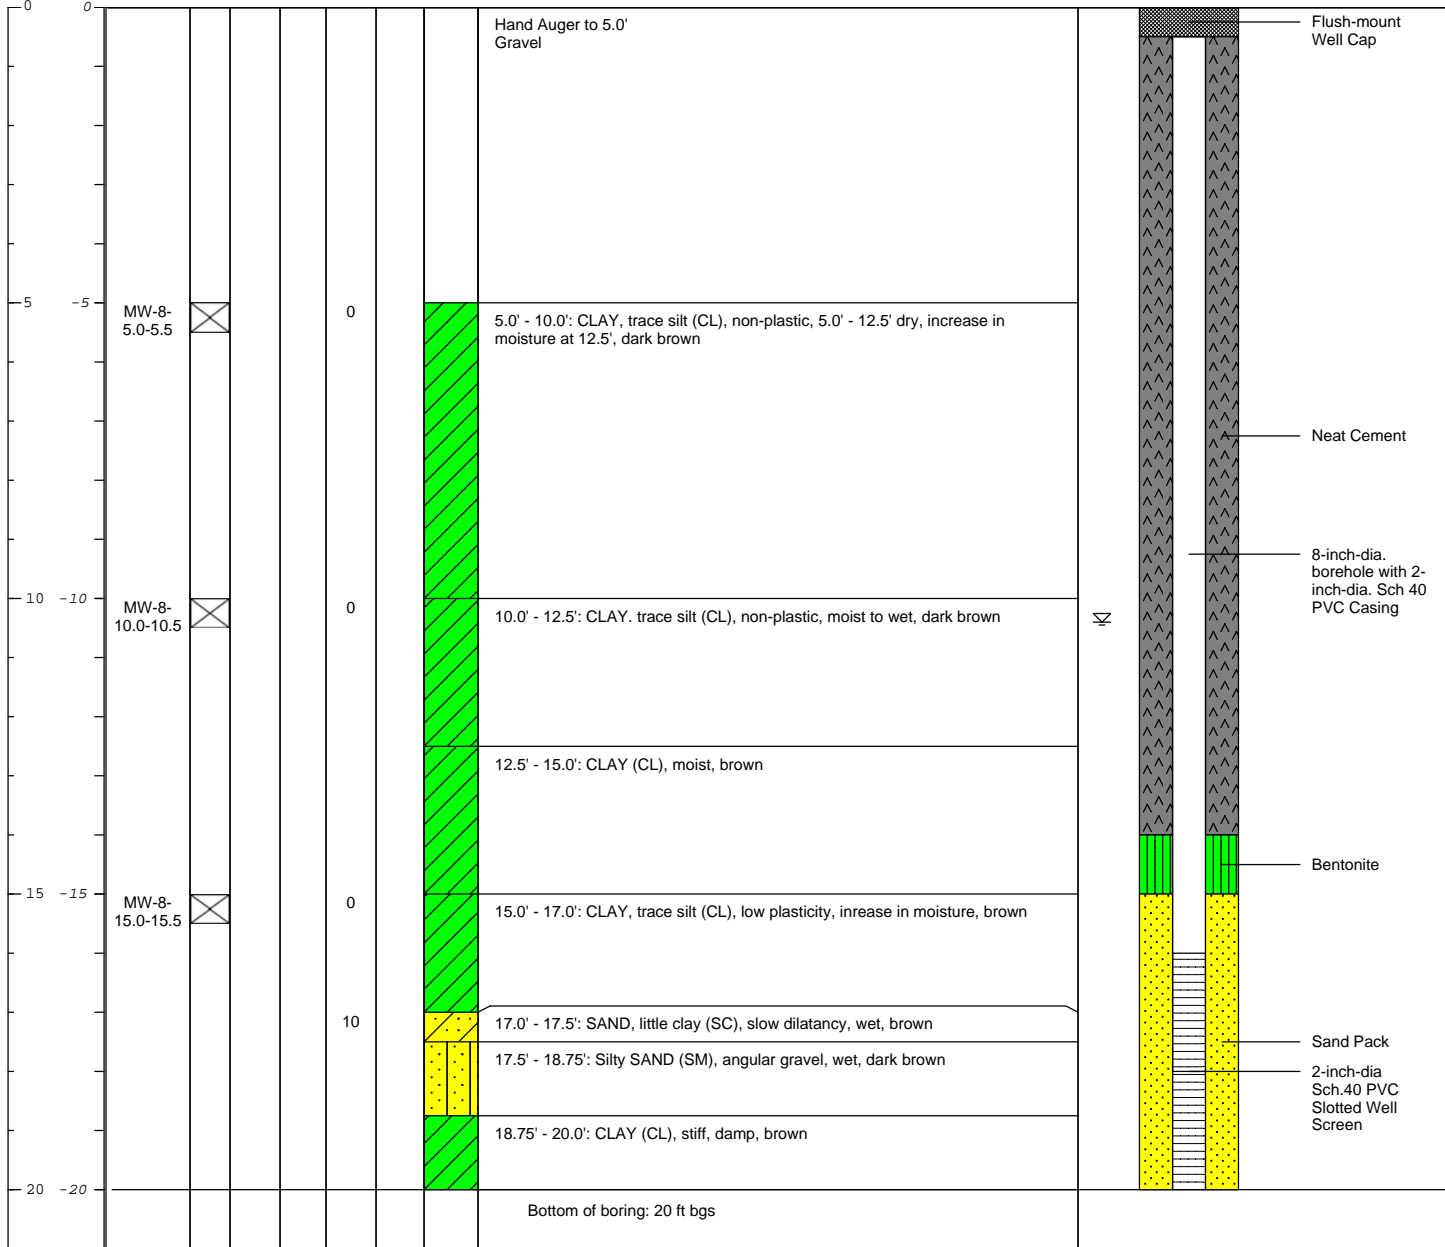 0
0
Hand Auger to 5.0'
Gravel
Flush-mount
Well Cap
5
-5
MW-8-
5.0-5.5
0
5.0' - 10.0': CLAY, trace silt (CL), non-plastic, 5.0' - 12.5' dry, increase in
moisture at 12.5', dark brown
Neat Cement
8-inch-dia.
borehole with 2-
inch-dia. Sch 40
PVC Casing
10
-10
MW-8-
10.0-10.5
0
10.0' - 12.5': CLAY. trace silt (CL), non-plastic, moist to wet, dark brown
12.5' - 15.0': CLAY (CL), moist, brown
Bentonite
15
-15
MW-8-
15.0-15.5
0
15.0' - 17.0': CLAY, trace silt (CL), low plasticity, inrease in moisture, brown
10
17.0' - 17.5': SAND, little clay (SC), slow dilatancy, wet, brown
17.5' - 18.75': Silty SAND (SM), angular gravel, wet, dark brown
Sand Pack
2-inch-dia
Sch.40 PVC
Slotted Well
Screen
18.75' - 20.0': CLAY (CL), stiff, damp, brown
20
-20
Bottom of boring: 20 ft bgs